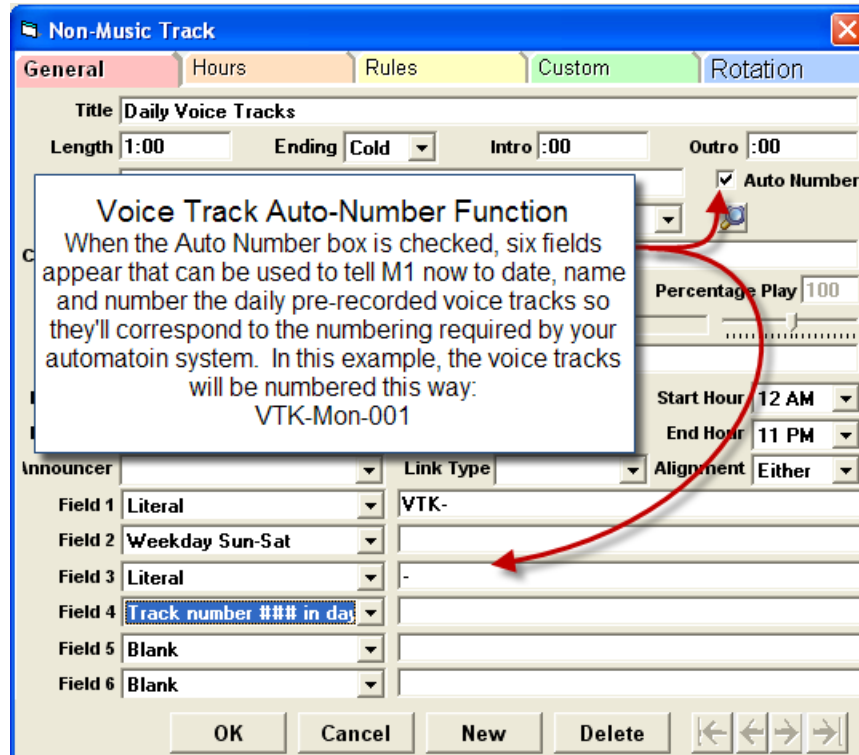 Non-Music Track
General Hours Rules Custom Rotation
Title Daily Voice Tracks
Length 1:00 Ending Cold Intro :00 Outro :00
Auto Number
Voice Track Auto-Number Function
When the Auto Number box is checked, six fields
appear that can be used to tell M1 now to date, name
and number the daily pre-recorded voice tracks so
they'll correspond to the numbering required by your
automatoin system. In this example, the voice tracks
will be numbered this way:
VTK-Mon-001
Percentage Play 100
Start Hour 12 AM
End Hour 11 PM
Announcer Link Type Alignment Either
Field 1 Literal VTK-
Field 2 Weekday Sun-Sat
Field 3 Literal -
Field 4 Track number ### in day
Field 5 Blank
Field 6 Blank
OK Cancel New Delete